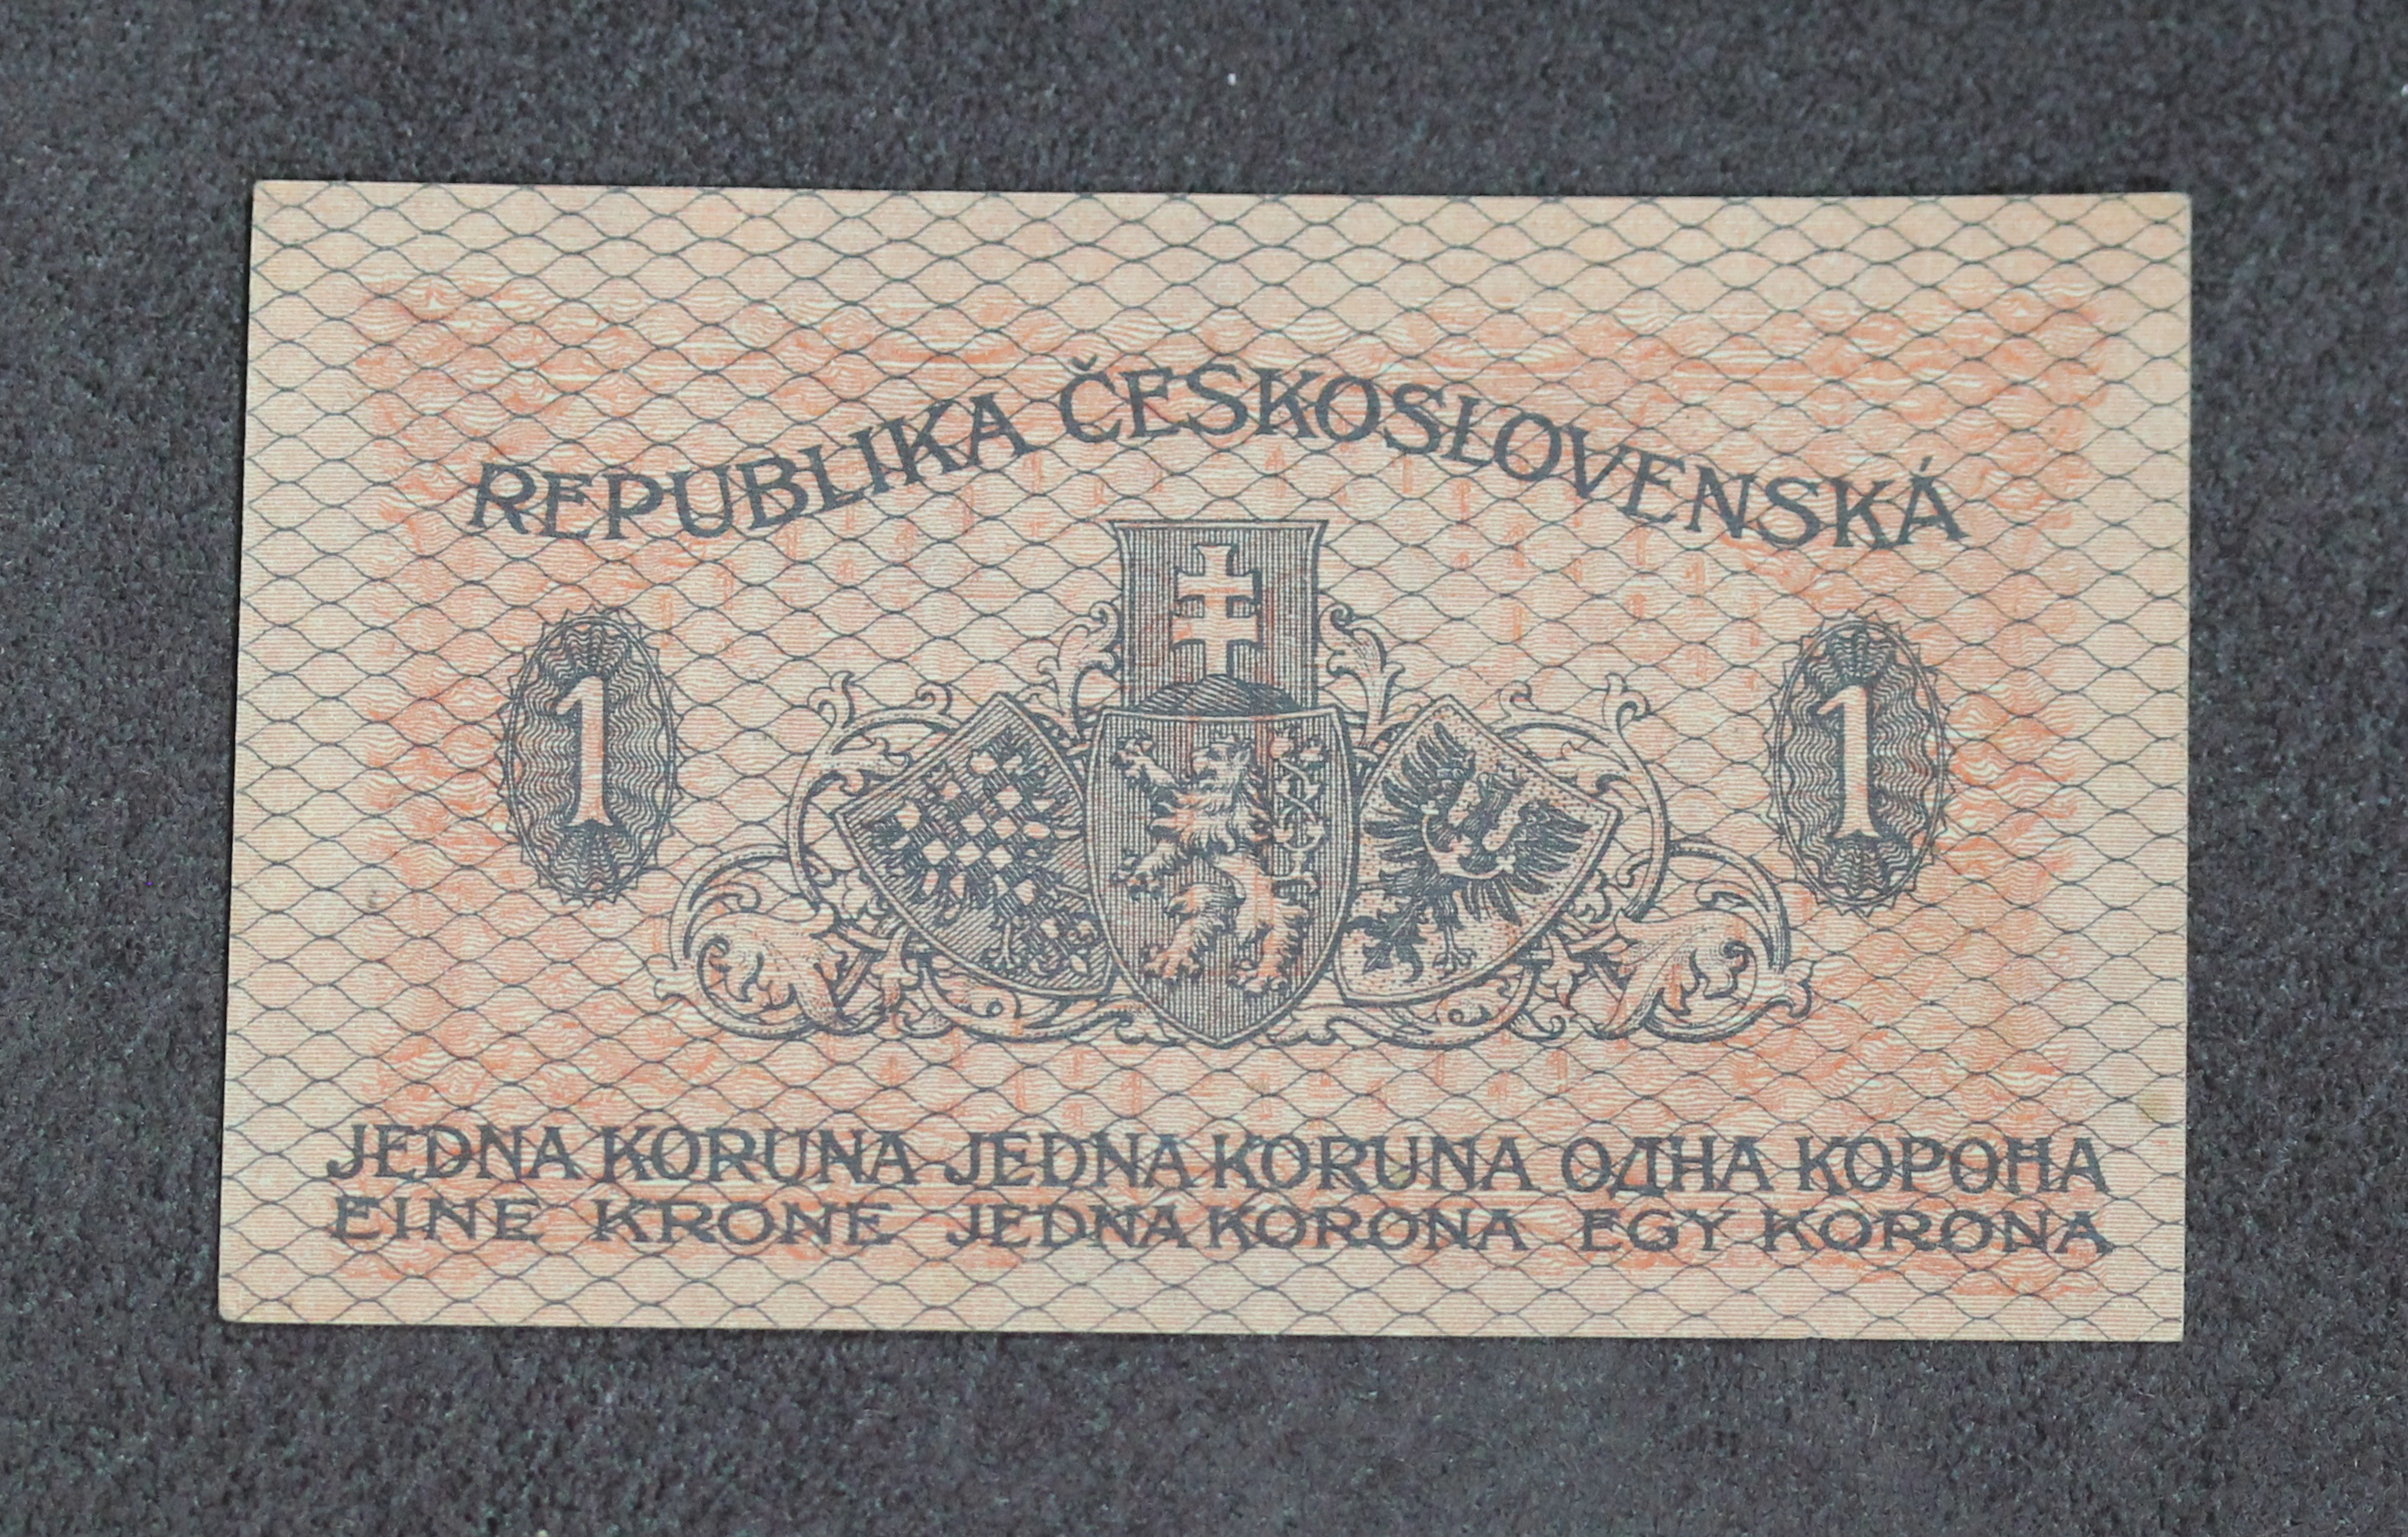 REPUBLIKA ČESKOSLOVENSKÁ
1 1
JEDNA KORUNA JEDNA KORUNA ОДНА КОРОНА
EINE KRONE JEDNA KORONA EGY KORONA